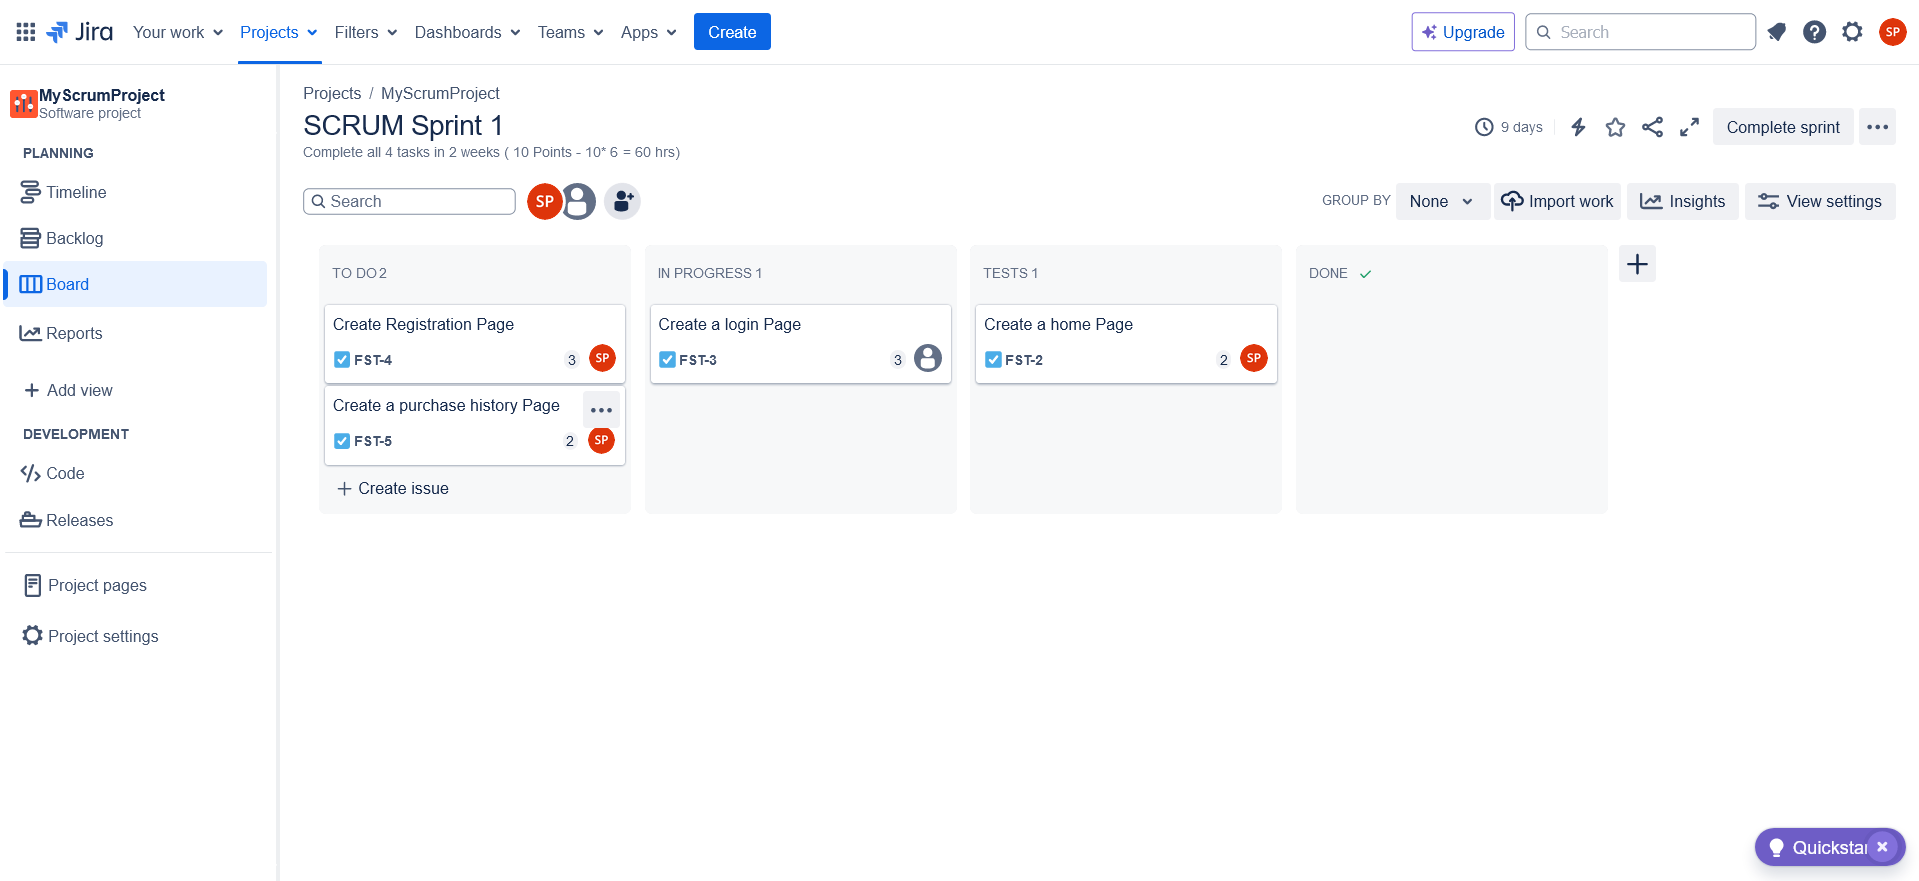 Jira
Your work
Projects
Filters
Dashboards
Teams
Apps
Create
Upgrade
Search
SP
MyScrumProject
Software project
PLANNING
Timeline
Backlog
Board
Reports
Add view
DEVELOPMENT
Code
Releases
Project pages
Project settings
Projects / MyScrumProject
SCRUM Sprint 1
Complete all 4 tasks in 2 weeks ( 10 Points - 10* 6 = 60 hrs)
9 days
Complete sprint
Search
SP
GROUP BY
None
Import work
Insights
View settings
TO DO 2
Create Registration Page
FST-4
3
SP
Create a purchase history Page
FST-5
2
SP
Create issue
IN PROGRESS 1
Create a login Page
FST-3
3
TESTS 1
Create a home Page
FST-2
2
SP
DONE